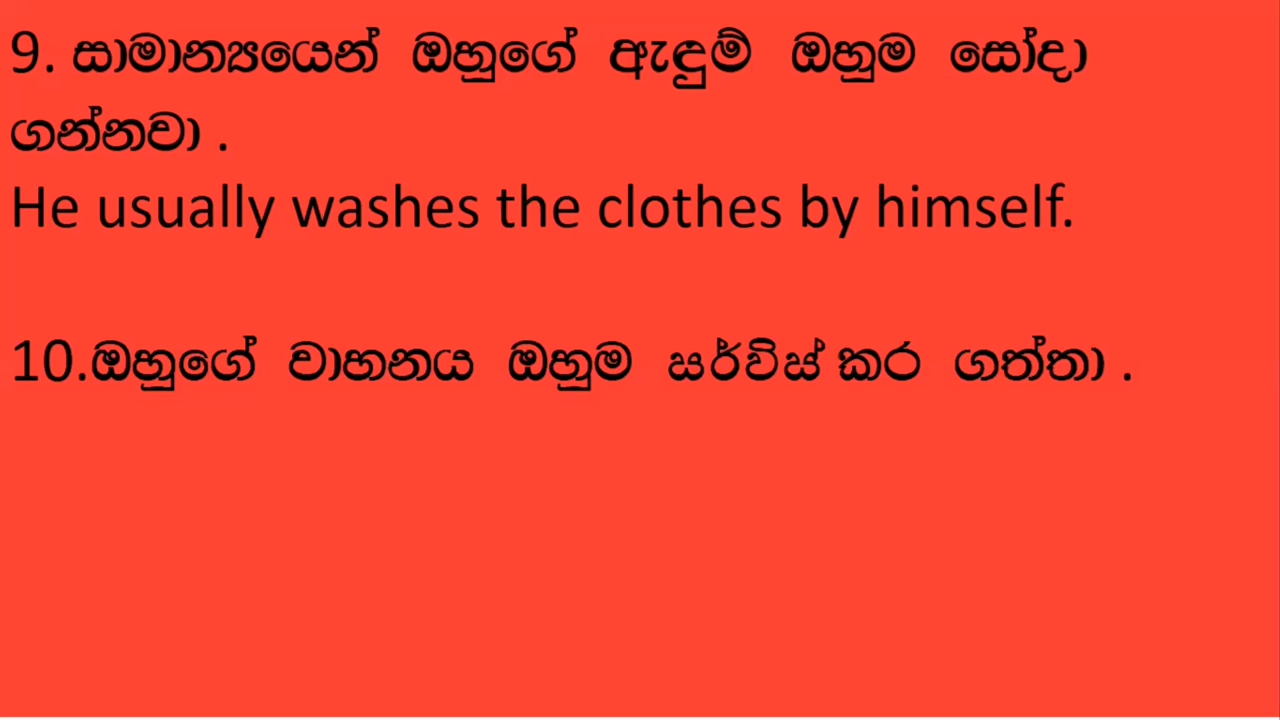 9. සාමාන්‍යයෙන් ඔහුගේ ඇඳුම් ඔහුම සෝදා
ගන්නවා .
He usually washes the clothes by himself.
10.ඔහුගේ වාහනය ඔහුම සර්විස් කර ගත්තා .